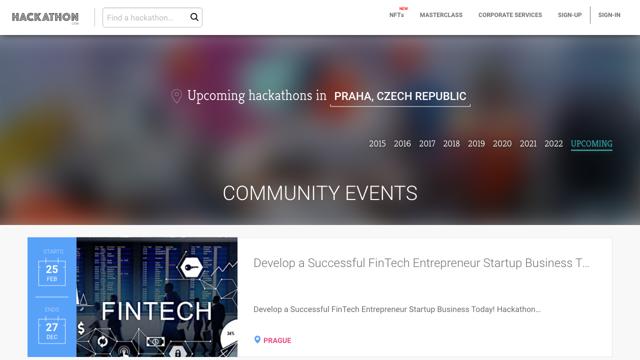 HACKATHON
.COM
Find a hackathon...
NEW
NFTs
MASTERCLASS
CORPORATE SERVICES
SIGN-UP
SIGN-IN
Upcoming hackathons in PRAHA, CZECH REPUBLIC
2015 2016 2017 2018 2019 2020 2021 2022 UPCOMING
COMMUNITY EVENTS
STARTS
25
FEB
ENDS
27
DEC
FINTECH
34%
Develop a Successful FinTech Entrepreneur Startup Business T...
Develop a Successful FinTech Entrepreneur Startup Business Today! Hackathon...
PRAGUE